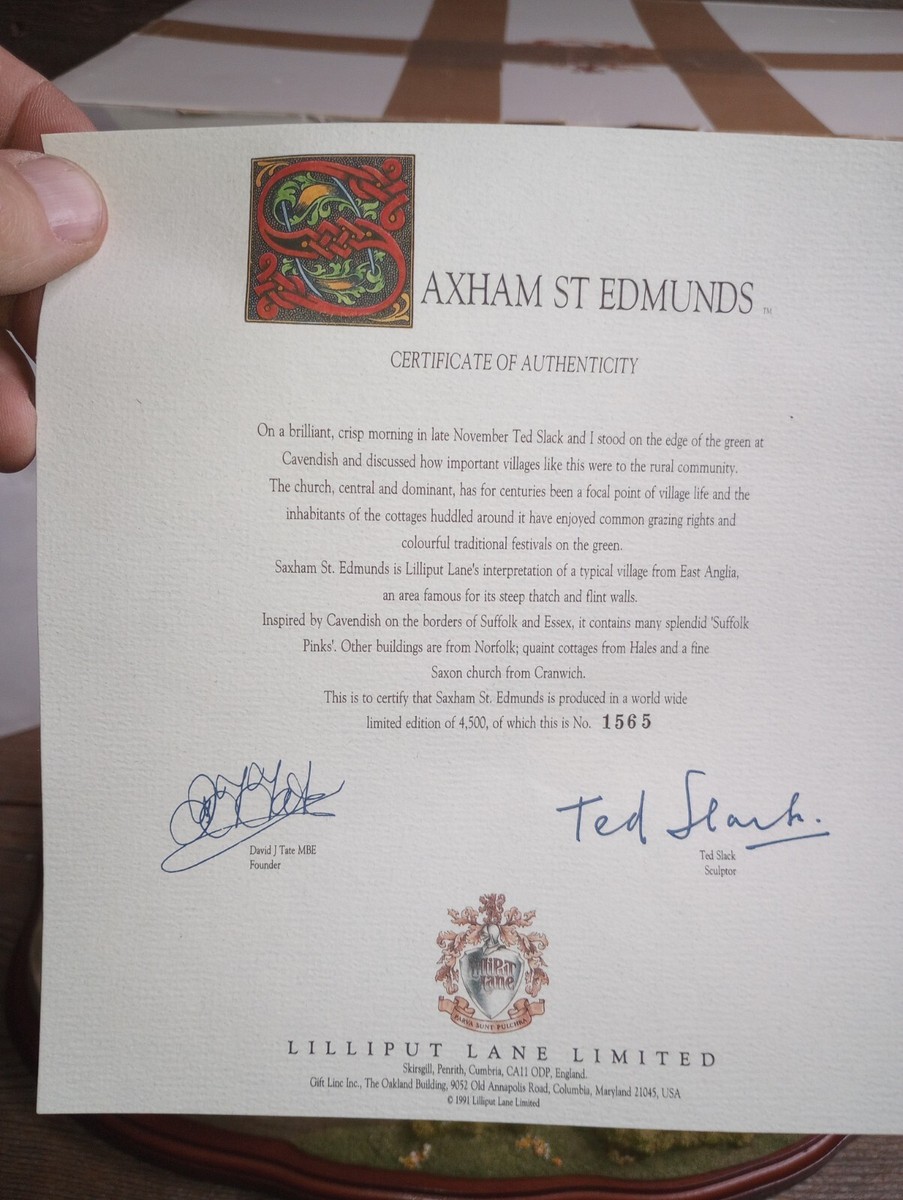 SAXHAM ST EDMUNDS ™
CERTIFICATE OF AUTHENTICITY
On a brilliant, crisp morning in late November Ted Slack and I stood on the edge of the green at
Cavendish and discussed how important villages like this were to the rural community.
The church, central and dominant, has for centuries been a focal point of village life and the
inhabitants of the cottages huddled around it have enjoyed common grazing rights and
colourful traditional festivals on the green.
Saxham St. Edmunds is Lilliput Lane's interpretation of a typical village from East Anglia,
an area famous for its steep thatch and flint walls.
Inspired by Cavendish on the borders of Suffolk and Essex, it contains many splendid 'Suffolk
Pinks'. Other buildings are from Norfolk; quaint cottages from Hales and a fine
Saxon church from Cranwich.
This is to certify that Saxham St. Edmunds is produced in a world wide
limited edition of 4,500, of which this is No. 1565
Ted Slack.
David J Tate MBE
Founder
Ted Slack
Sculptor
Lilliput
Lane
PARVA SUNT PULCHRA
LILLIPUT LANE LIMITED
Skirsgill, Penrith, Cumbria, CA11 ODP, England.
Gift Linc Inc., The Oakland Building, 9052 Old Annapolis Road, Columbia, Maryland 21045, USA
© 1991 Lilliput Lane Limited